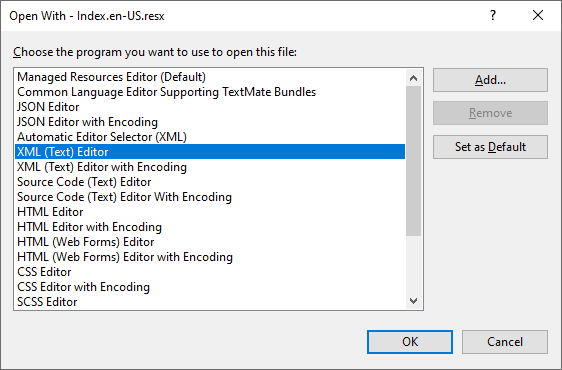 Open With - Index.en-US.resx
Choose the program you want to use to open this file:
Managed Resources Editor (Default)
Common Language Editor Supporting TextMate Bundles
JSON Editor
JSON Editor with Encoding
Automatic Editor Selector (XML)
XML (Text) Editor
XML (Text) Editor with Encoding
Source Code (Text) Editor
Source Code (Text) Editor With Encoding
HTML Editor
HTML Editor with Encoding
HTML (Web Forms) Editor
HTML (Web Forms) Editor with Encoding
CSS Editor
CSS Editor with Encoding
SCSS Editor
Add...
Remove
Set as Default
OK
Cancel